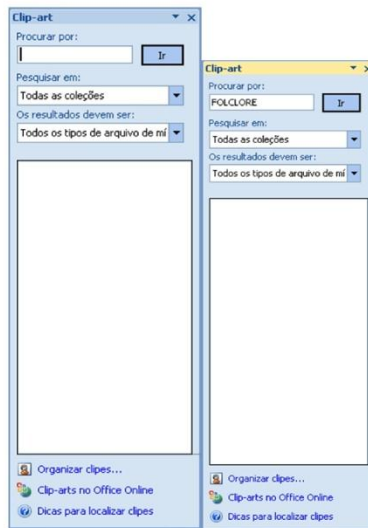 Clip-art
Procurar por:
Ir
Pesquisar em:
Todas as coleções
Os resultados devem ser:
Todos os tipos de arquivo de mí
Organizar clipes...
Clip-arts no Office Online
Dicas para localizar clipes
Clip-art
Procurar por:
FOLCLORE Ir
Pesquisar em:
Todas as coleções
Os resultados devem ser:
Todos os tipos de arquivo de mí
Organizar clipes...
Clip-arts no Office Online
Dicas para localizar clipes